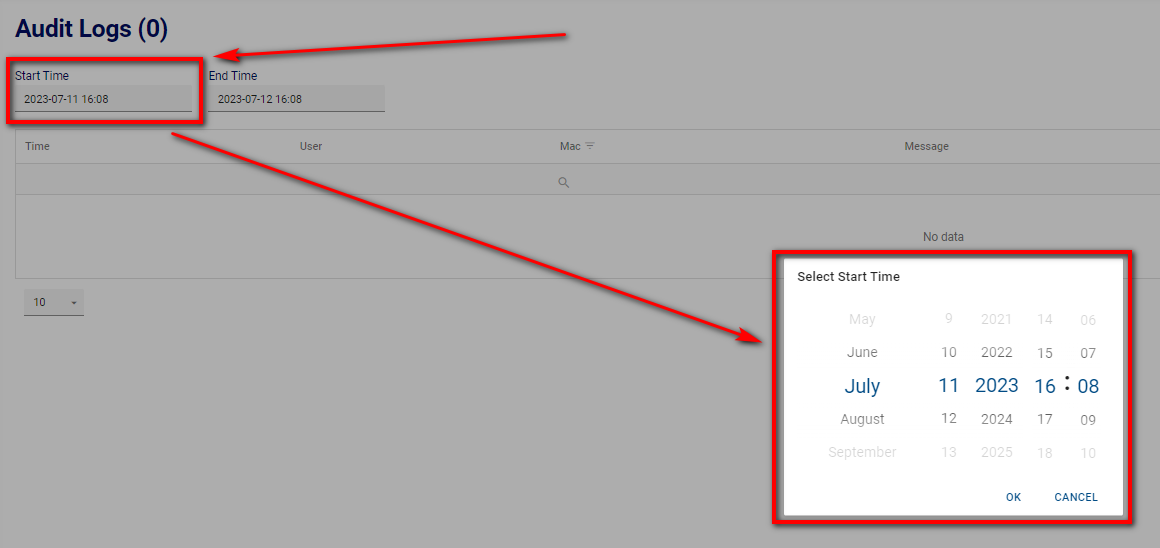 Audit Logs (0)
Start Time End Time
2023-07-11 16:08 2023-07-12 16:08
Time User Mac Message
No data
10
Select Start Time
May 9 2021 14 06
June 10 2022 15 07
July 11 2023 16 : 08
August 12 2024 17 09
September 13 2025 18 10
OK CANCEL